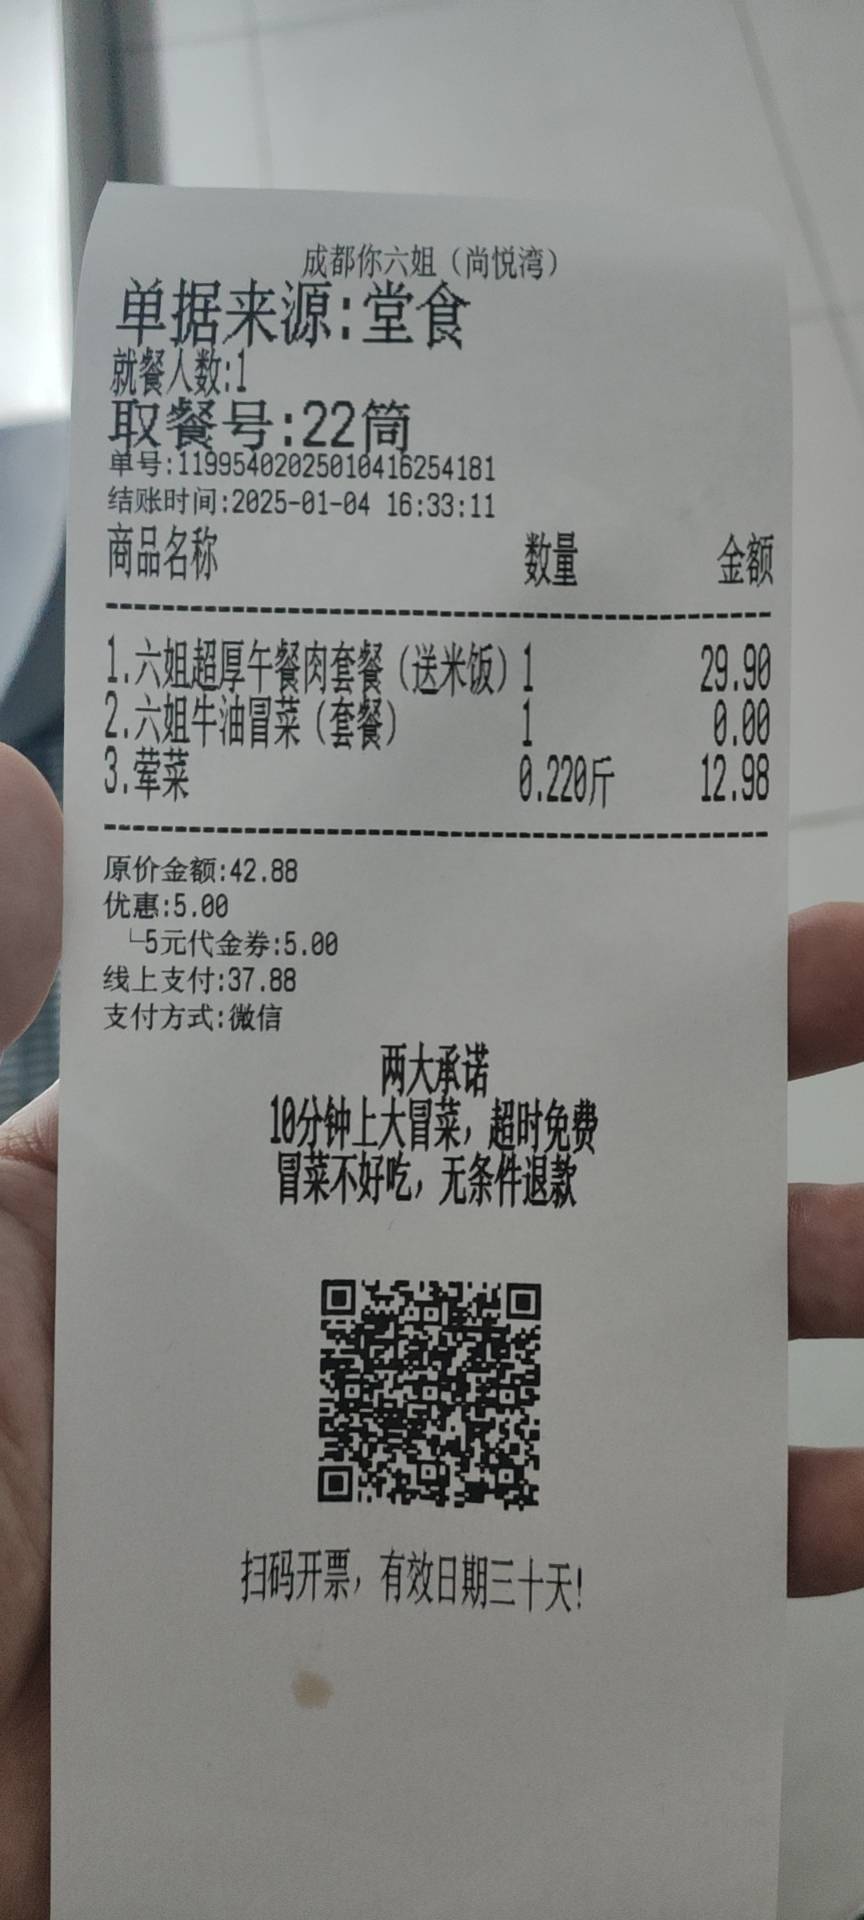 成都你六姐（尚悦湾）
单据来源:堂食
就餐人数:1
取餐号:22筒
单号:11995402025010416254181
结账时间:2025-01-04 16:33:11
商品名称 数量 金额
1.六姐超厚午餐肉套餐（送米饭）1 29.90
2.六姐牛油冒菜（套餐） 1 0.00
3.荤菜 0.220斤 12.98
原价金额:42.88
优惠:5.00
└5元代金券:5.00
线上支付:37.88
支付方式:微信
两大承诺
10分钟上大冒菜，超时免费
冒菜不好吃，无条件退款
扫码开票，有效日期三十天!